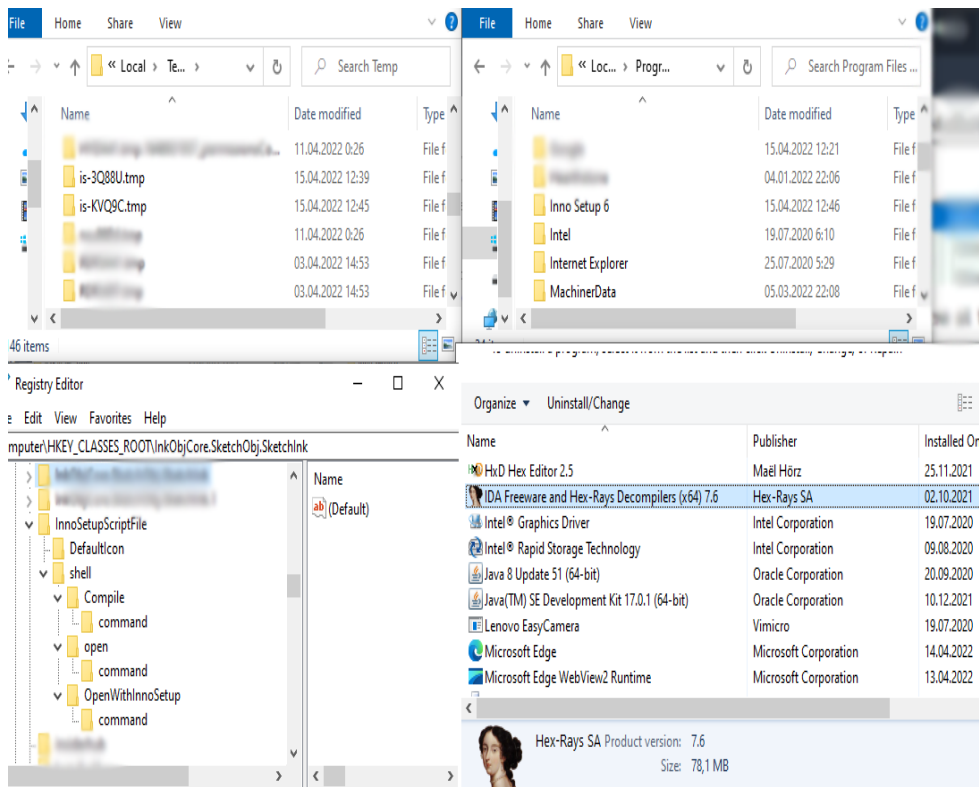 File Home Share View
« Local › Te... ›
Search Temp
Name Date modified Type
11.04.2022 0:26 File f
is-3Q88U.tmp 15.04.2022 12:39 File f
is-KVQ9C.tmp 15.04.2022 12:45 File f
11.04.2022 0:26 File f
03.04.2022 14:53 File f
03.04.2022 14:53 File f
46 items
File Home Share View
« Loc... › Progr...
Search Program Files ...
Name Date modified Type
15.04.2022 12:21 File f
04.01.2022 22:06 File f
Inno Setup 6 15.04.2022 12:46 File f
Intel 19.07.2020 6:10 File f
Internet Explorer 25.07.2020 5:29 File f
MachinerData 05.03.2022 22:08 File f
Registry Editor
Edit View Favorites Help
mputer\HKEY_CLASSES_ROOT\InkObjCore.SketchObj.SketchInk
InnoSetupScriptFile
DefaultIcon
shell
Compile
command
open
command
OpenWithInnoSetup
command
Name
ab (Default)
Organize Uninstall/Change
Name Publisher Installed On
HxD Hex Editor 2.5 Maël Hörz 25.11.2021
IDA Freeware and Hex-Rays Decompilers (x64) 7.6 Hex-Rays SA 02.10.2021
Intel® Graphics Driver Intel Corporation 19.07.2020
Intel® Rapid Storage Technology Intel Corporation 09.08.2020
Java 8 Update 51 (64-bit) Oracle Corporation 20.09.2020
Java(TM) SE Development Kit 17.0.1 (64-bit) Oracle Corporation 10.12.2021
Lenovo EasyCamera Vimicro 19.07.2020
Microsoft Edge Microsoft Corporation 14.04.2022
Microsoft Edge WebView2 Runtime Microsoft Corporation 13.04.2022
Hex-Rays SA Product version: 7.6
Size: 78,1 MB